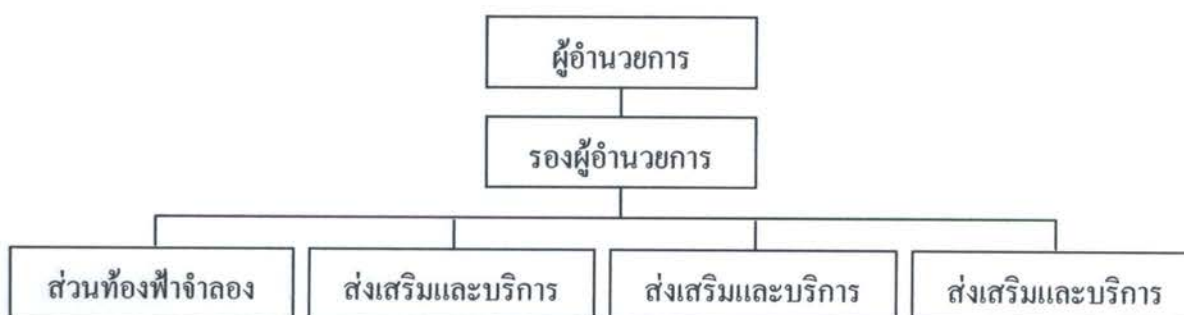 ผู้อำนวยการ
รองผู้อำนวยการ
ส่วนท้องฟ้าจำลอง
ส่งเสริมและบริการ
ส่งเสริมและบริการ
ส่งเสริมและบริการ